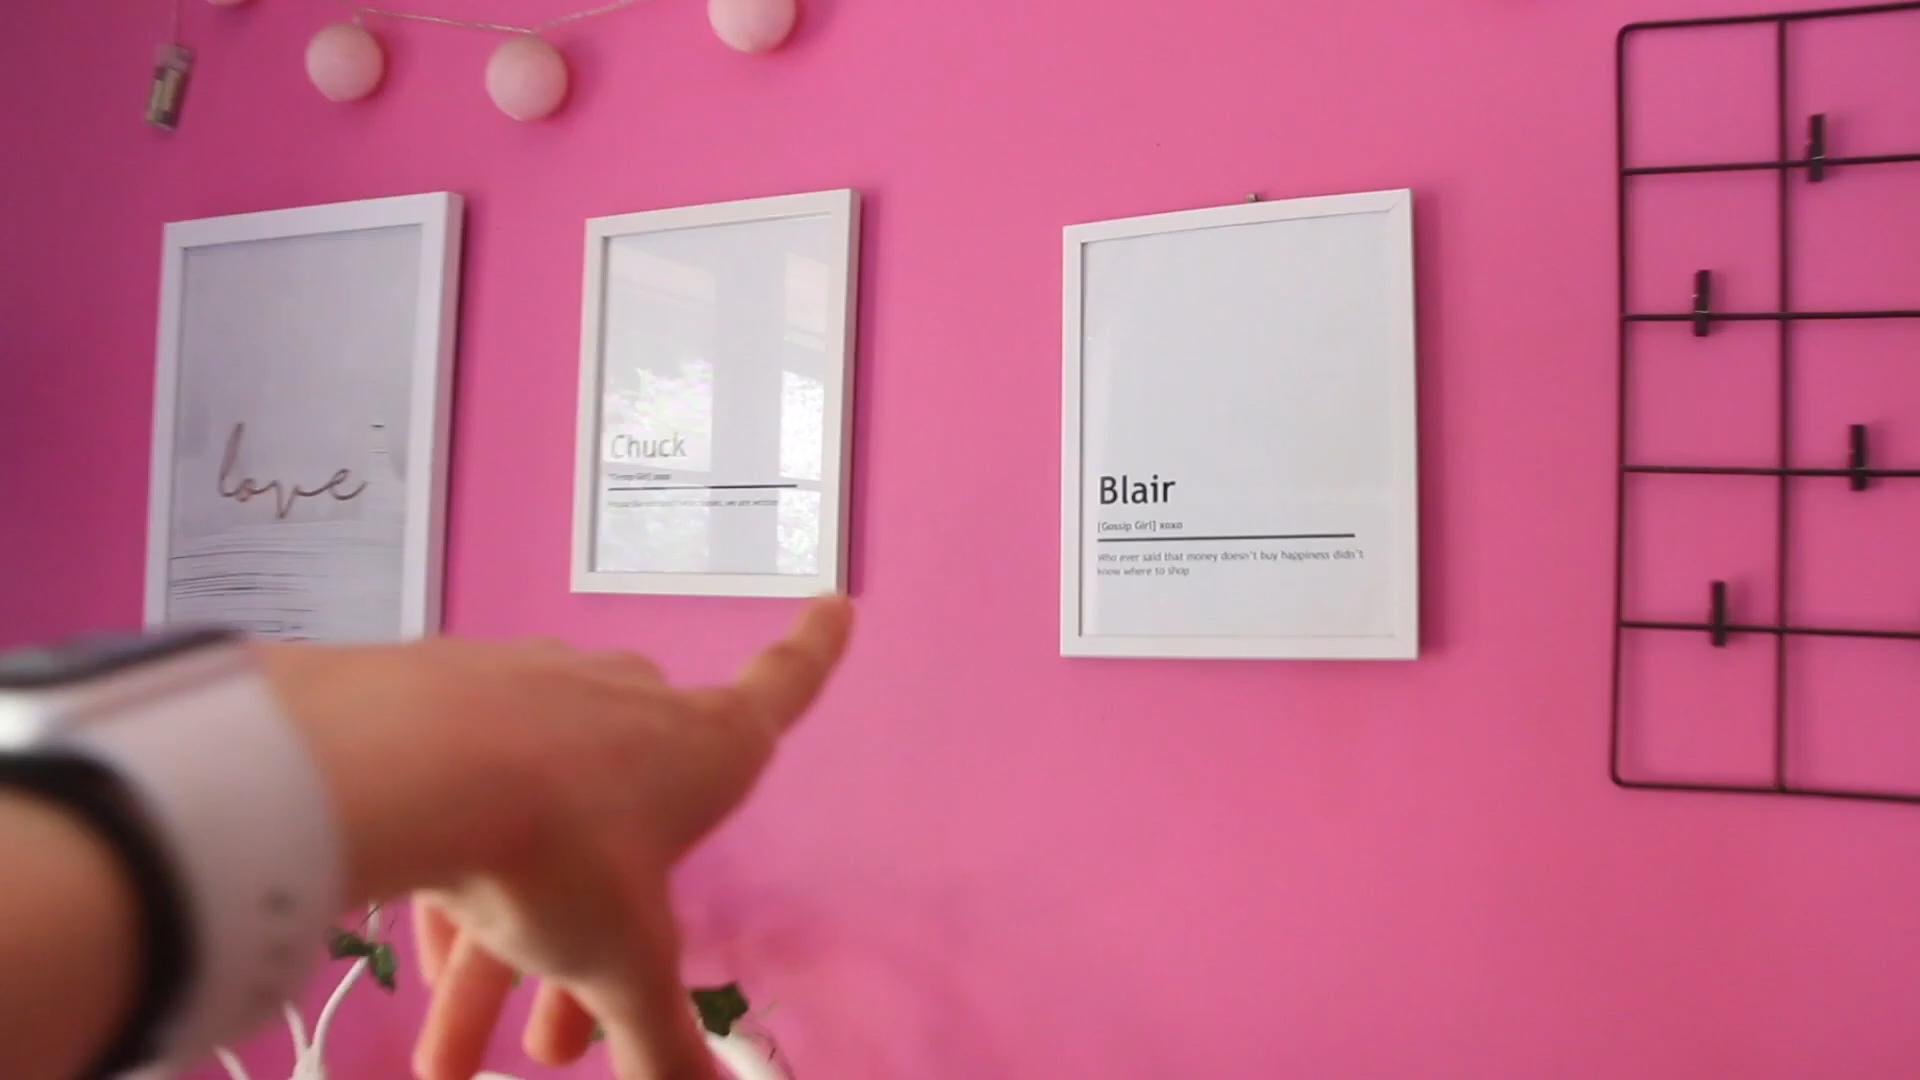 love
Chuck
Blair
[Gossip Girl] xoxo
Who ever said that money doesn't buy happiness didn't
know where to shop